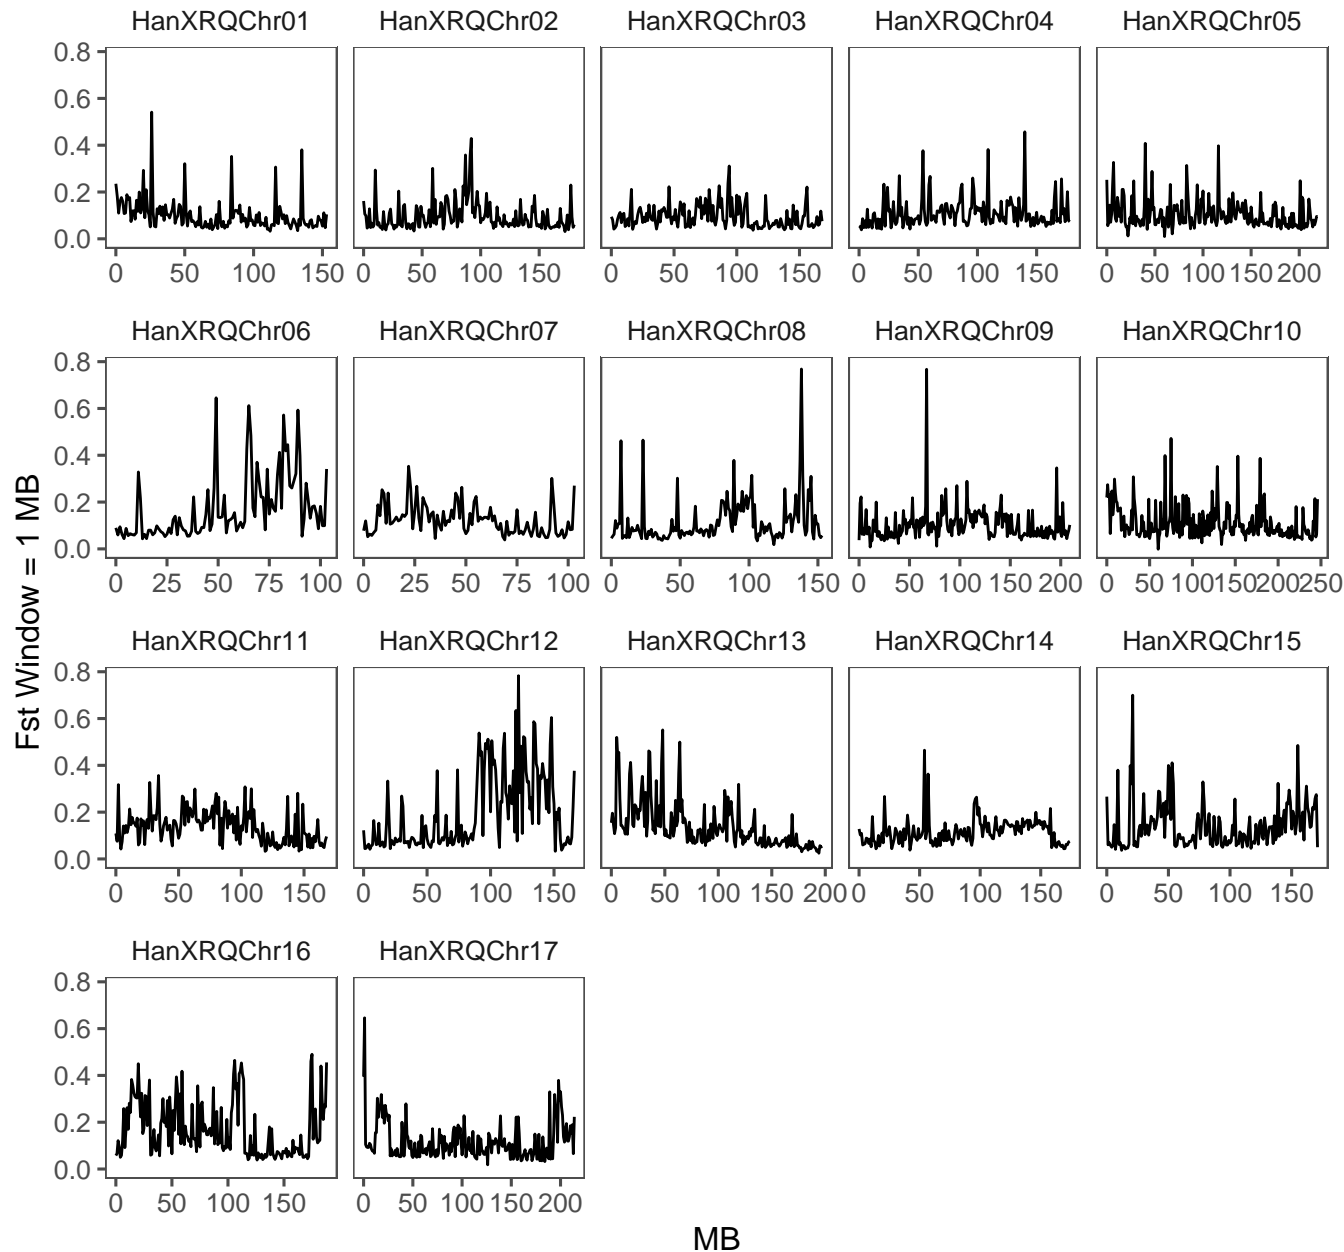 HanXRQChr01 HanXRQChr02 HanXRQChr03 HanXRQChr04 HanXRQChr05
0.8
0.6
0.4
0.2
0.0
0 50 100 150 0 50 100 150 0 50 100 150 0 50 100 150 0 50 100 150 200
HanXRQChr06 HanXRQChr07 HanXRQChr08 HanXRQChr09 HanXRQChr10
0.8
0.6
0.4
0.2
0.0
0 25 50 75 100 0 25 50 75 100 0 50 100 150 0 50 100 150 200 0 50 100 150 200 250
Fst Window = 1 MB
HanXRQChr11 HanXRQChr12 HanXRQChr13 HanXRQChr14 HanXRQChr15
0.8
0.6
0.4
0.2
0.0
0 50 100 150 0 50 100 150 0 50 100 150 200 0 50 100 150 0 50 100 150
HanXRQChr16 HanXRQChr17
0.8
0.6
0.4
0.2
0.0
0 50 100 150 0 50 100 150 200
MB